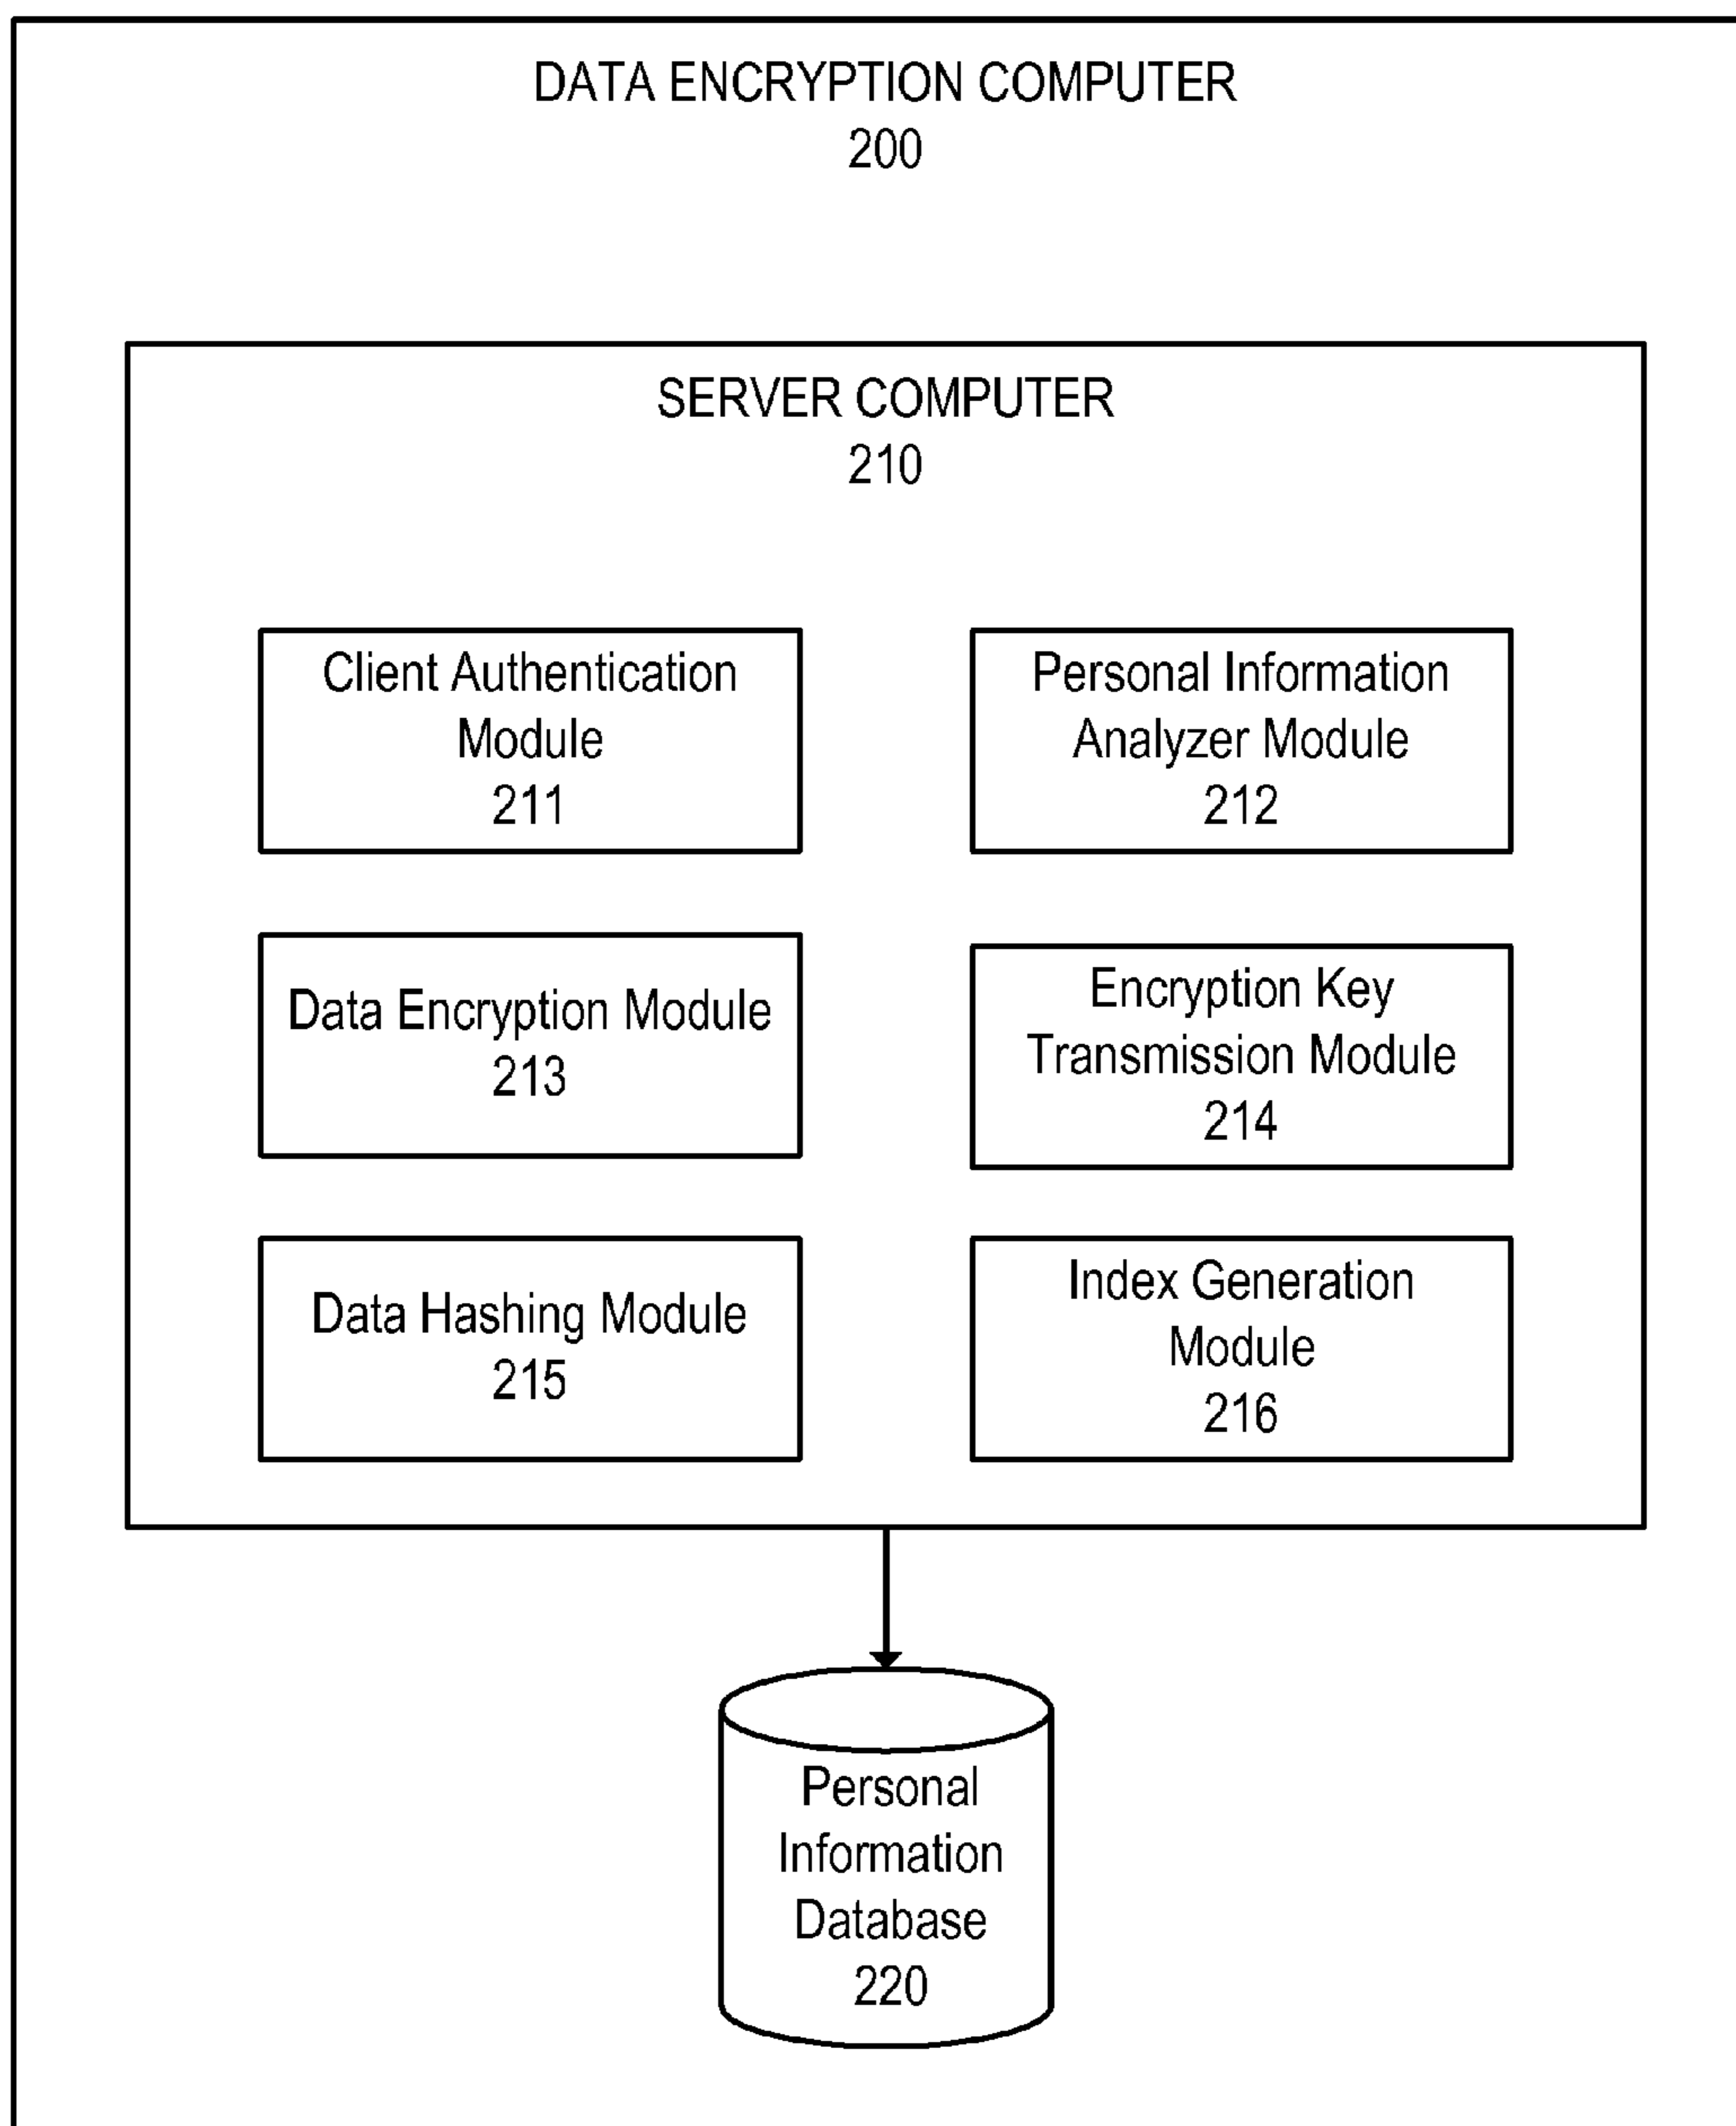 DATA ENCRYPTION COMPUTER
200
SERVER COMPUTER
210
Client Authentication
Module
211
Personal Information
Analyzer Module
212
Data Encryption Module
213
Encryption Key
Transmission Module
214
Data Hashing Module
215
Index Generation
Module
216
Personal
Information
Database
220